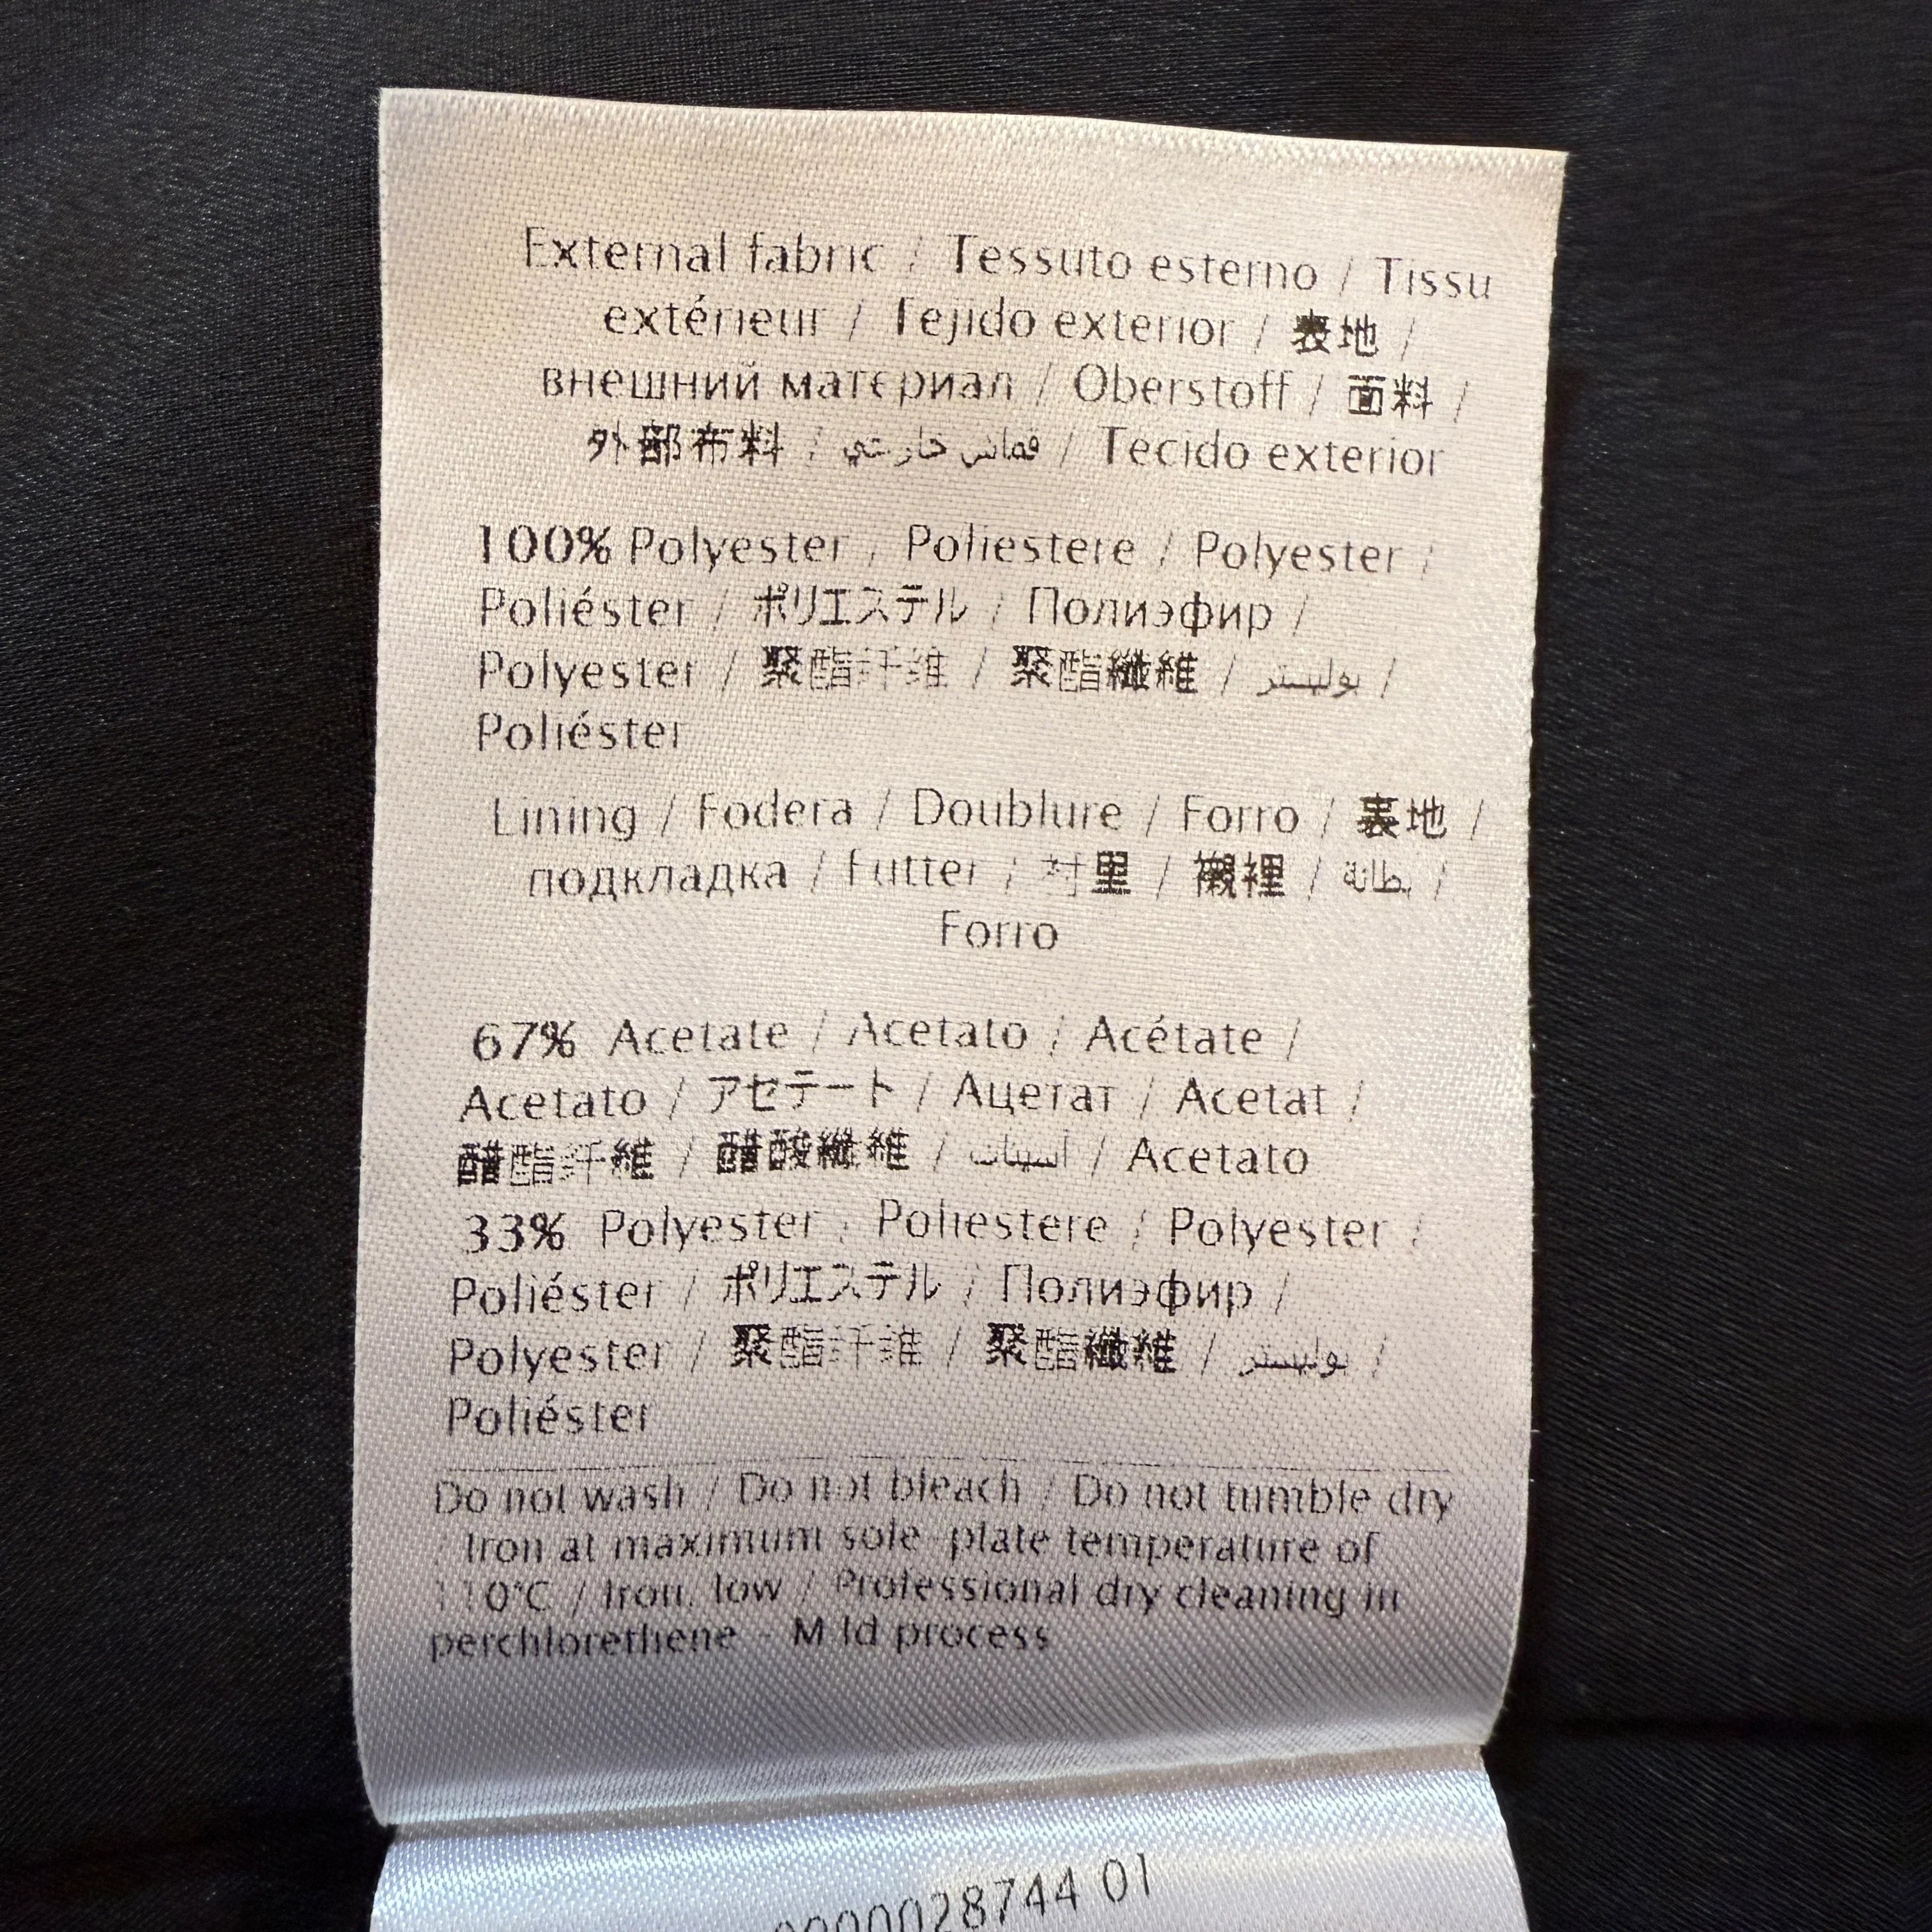 External fabric / Tessuto esterno / Tissu
extérieur / Tejido exterior / 表地 /
внешний материал / Oberstoff / 面料 /
外部布料 / قماش خارجي / Tecido exterior
100% Polyester / Poliestere / Polyester /
Poliéster / ポリエステル / Полиэфир /
Polyester / 聚酯纤维 / 聚酯纖維 / بوليستر /
Poliéster
Lining / Fodera / Doublure / Forro / 裏地 /
подкладка / Futter / 衬里 / 襯裡 / بطانة /
Forro
67% Acetate / Acetato / Acétate /
Acetato / アセテート / Ацетат / Acetat /
醋酯纤维 / 醋酸纖維 / أسيتات / Acetato
33% Polyester / Poliestere / Polyester /
Poliéster / ポリエステル / Полиэфир /
Polyester / 聚酯纤维 / 聚酯纖維 / بوليستر /
Poliéster
Do not wash / Do not bleach / Do not tumble dry
/ Iron at maximum sole-plate temperature of
110°C / Iron, low / Professional dry cleaning in
perchlorethene - Mild process
0000028744 01